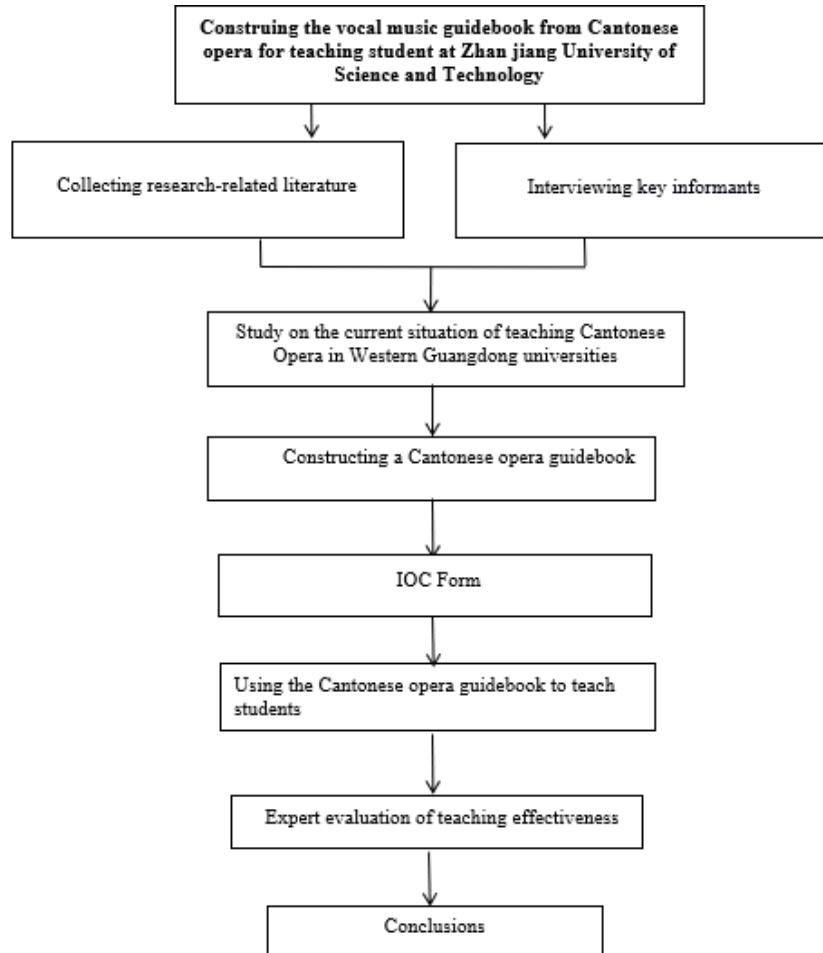 Construing the vocal music guidebook from Cantonese
opera for teaching student at Zhan jiang University of
Science and Technology
Collecting research-related literature
Interviewing key informants
Study on the current situation of teaching Cantonese
Opera in Western Guangdong universities
Constructing a Cantonese opera guidebook
IOC Form
Using the Cantonese opera guidebook to teach
students
Expert evaluation of teaching effectiveness
Conclusions